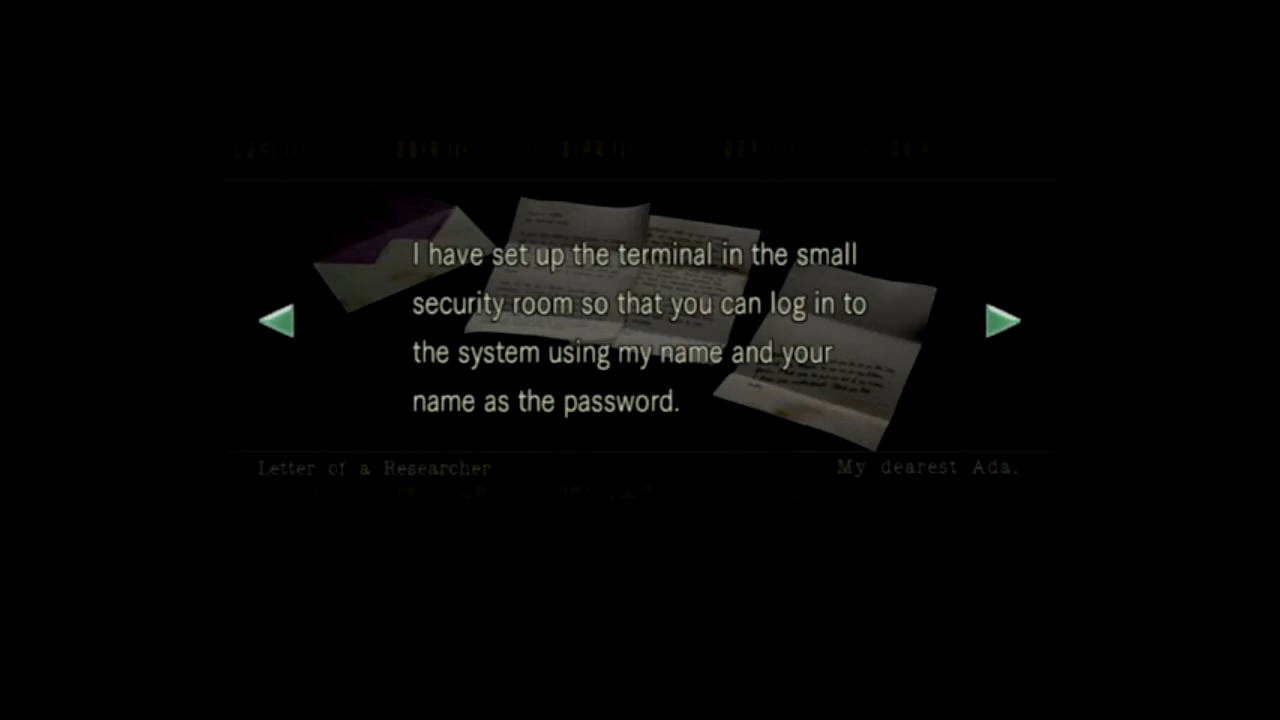 I have set up the terminal in the small
security room so that you can log in to
the system using my name and your
name as the password.
Letter of a Researcher
My dearest Ada.